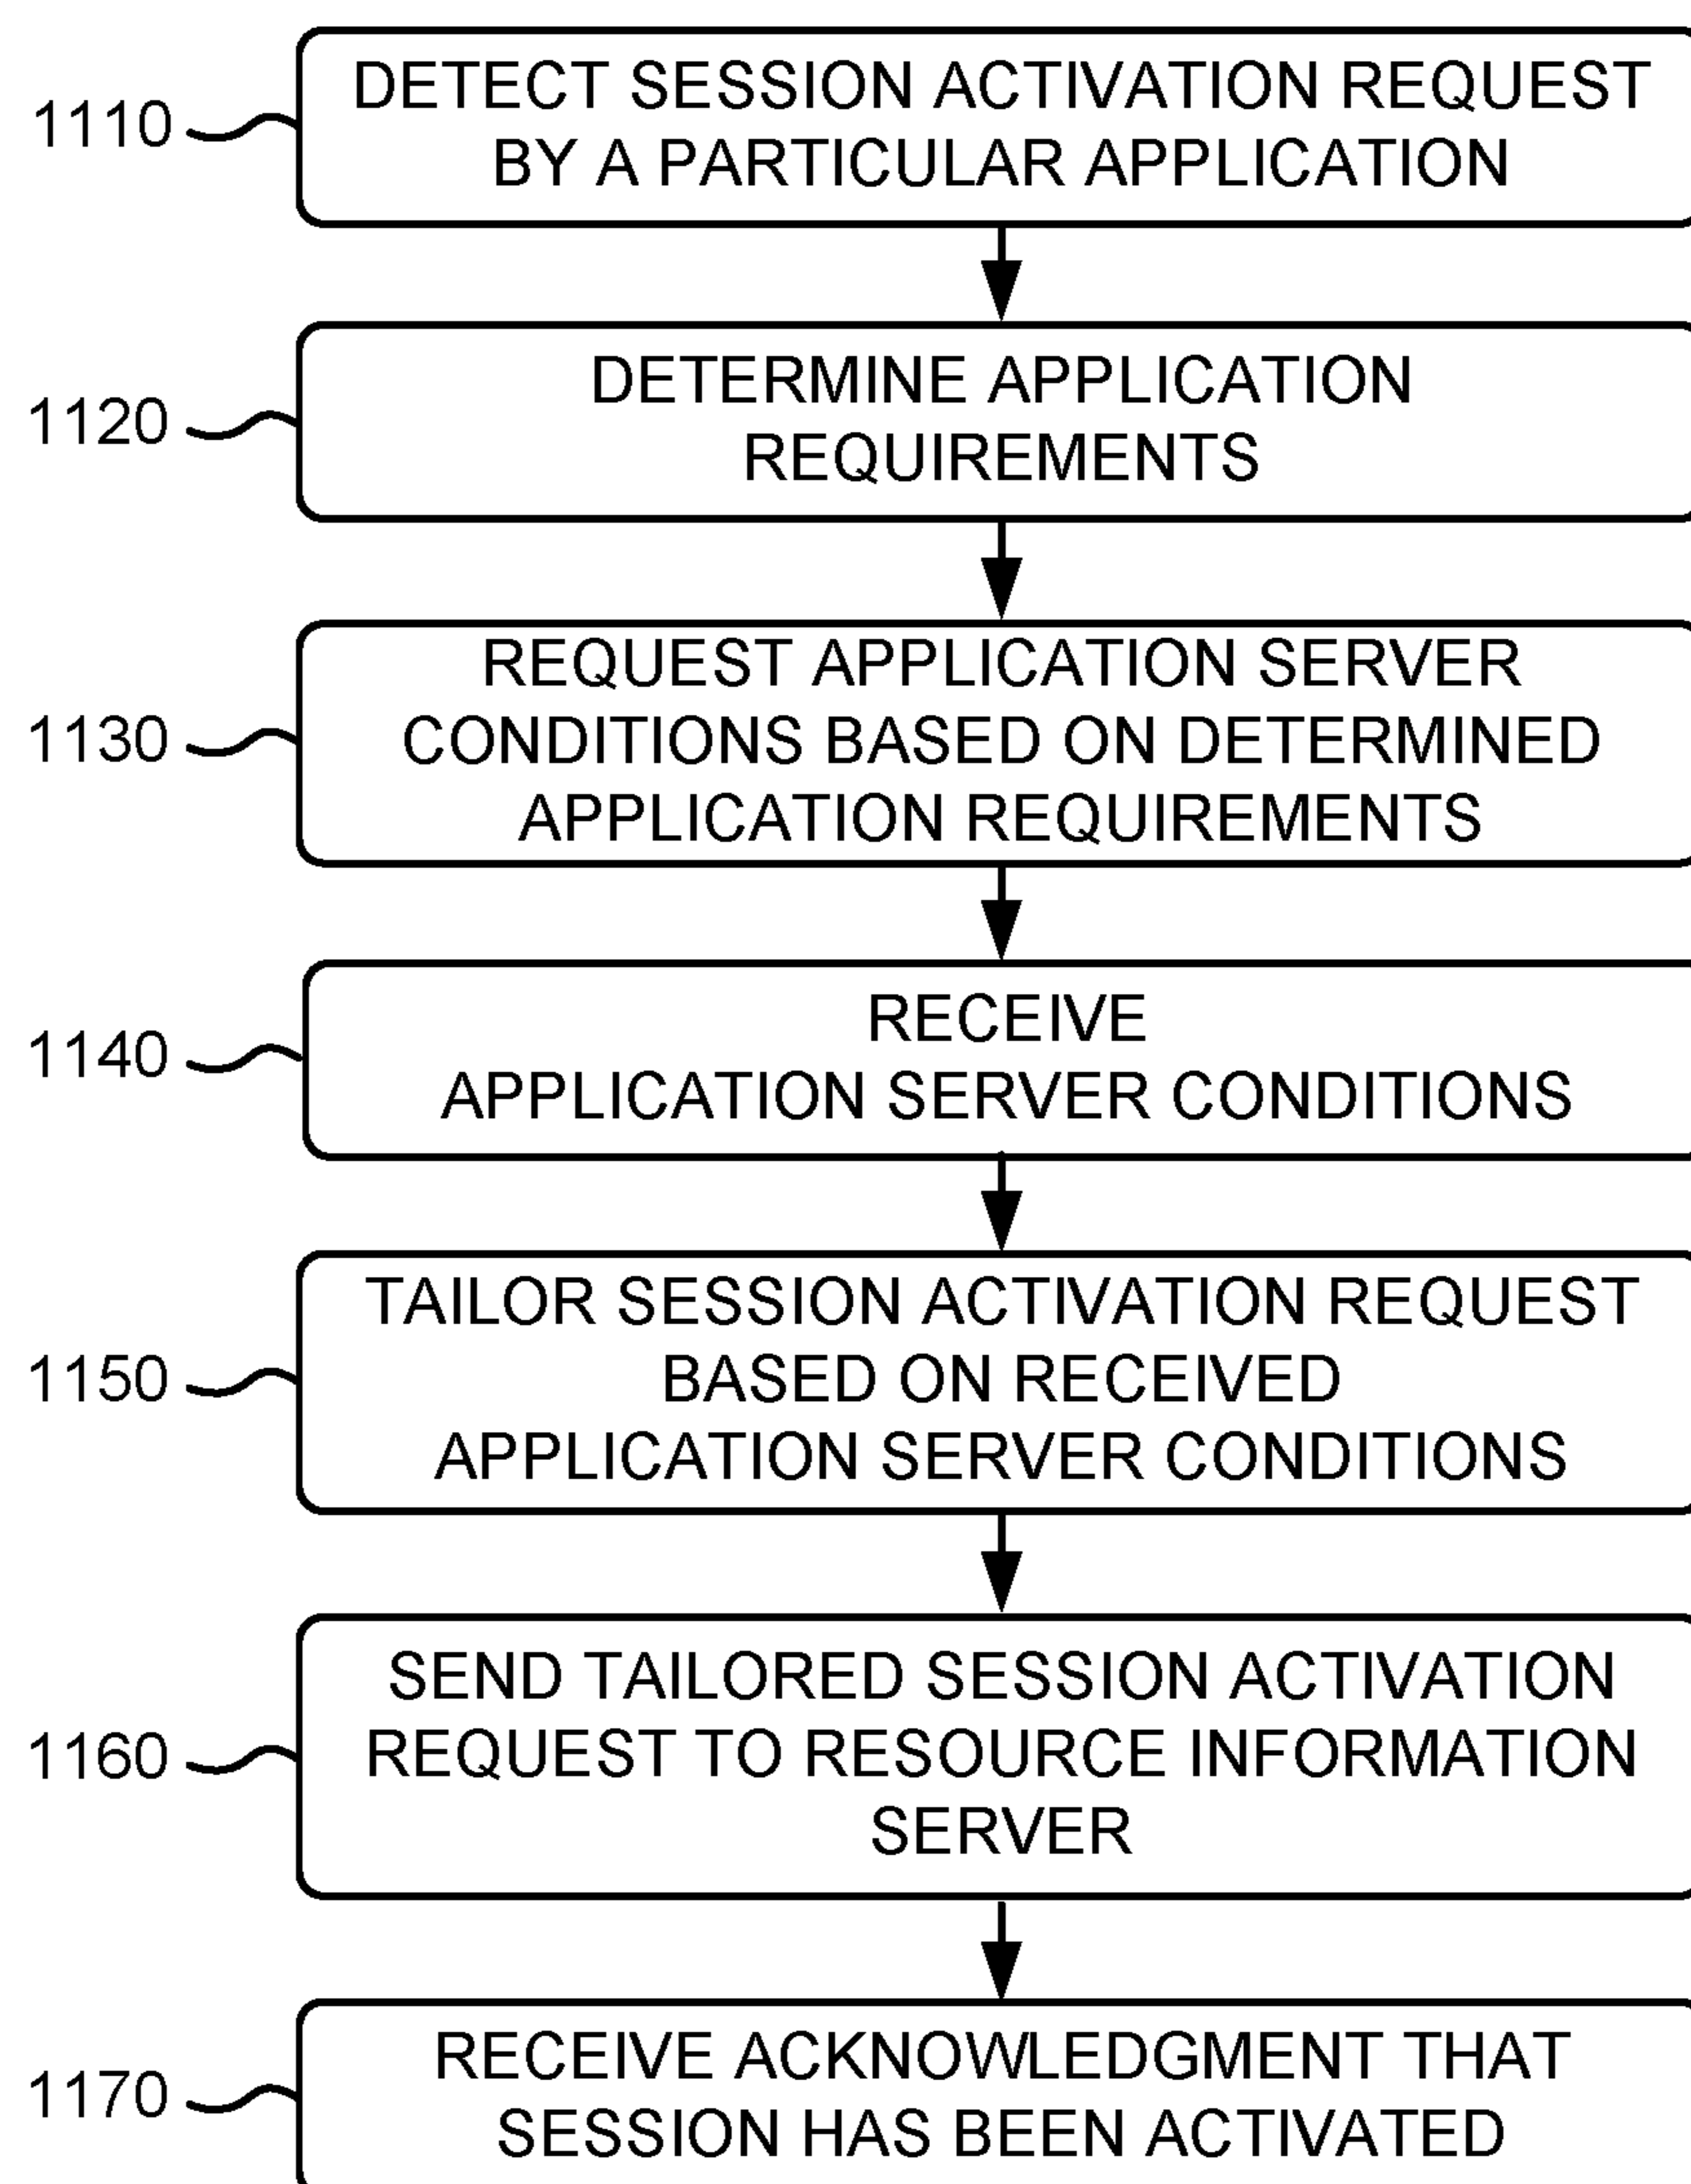 1110
DETECT SESSION ACTIVATION REQUEST
BY A PARTICULAR APPLICATION
1120
DETERMINE APPLICATION
REQUIREMENTS
1130
REQUEST APPLICATION SERVER
CONDITIONS BASED ON DETERMINED
APPLICATION REQUIREMENTS
1140
RECEIVE
APPLICATION SERVER CONDITIONS
1150
TAILOR SESSION ACTIVATION REQUEST
BASED ON RECEIVED
APPLICATION SERVER CONDITIONS
1160
SEND TAILORED SESSION ACTIVATION
REQUEST TO RESOURCE INFORMATION
SERVER
1170
RECEIVE ACKNOWLEDGMENT THAT
SESSION HAS BEEN ACTIVATED